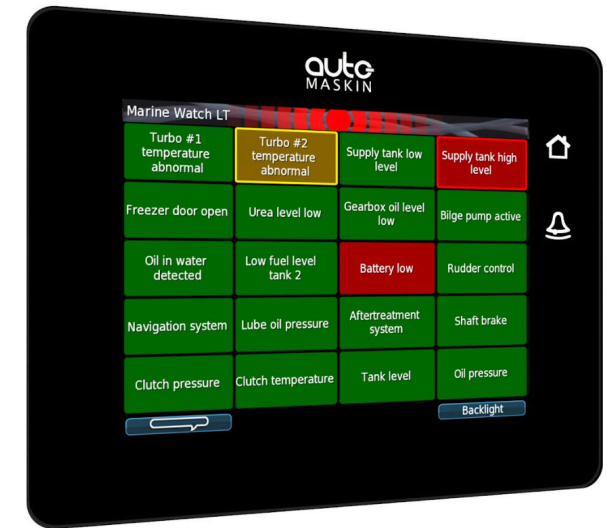 auto
MASKIN
Marine Watch LT
Turbo #1
temperature
abnormal
Turbo #2
temperature
abnormal
Supply tank low
level
Supply tank high
level
Freezer door open
Urea level low
Gearbox oil level
low
Bilge pump active
Oil in water
detected
Low fuel level
tank 2
Battery low
Rudder control
Navigation system
Lube oil pressure
Aftertreatment
system
Shaft brake
Clutch pressure
Clutch temperature
Tank level
Oil pressure
Backlight